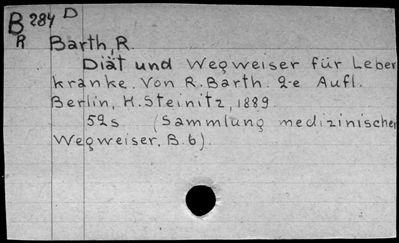 B 284 D
R Barth, R.
Diät und Wegweiser für Leber
kranke. Von R. Barth. 2-e Aufl.
Berlin, H. Steinitz, 1889
52s (Sammlung medizinischer
Wegweiser. B. 6).